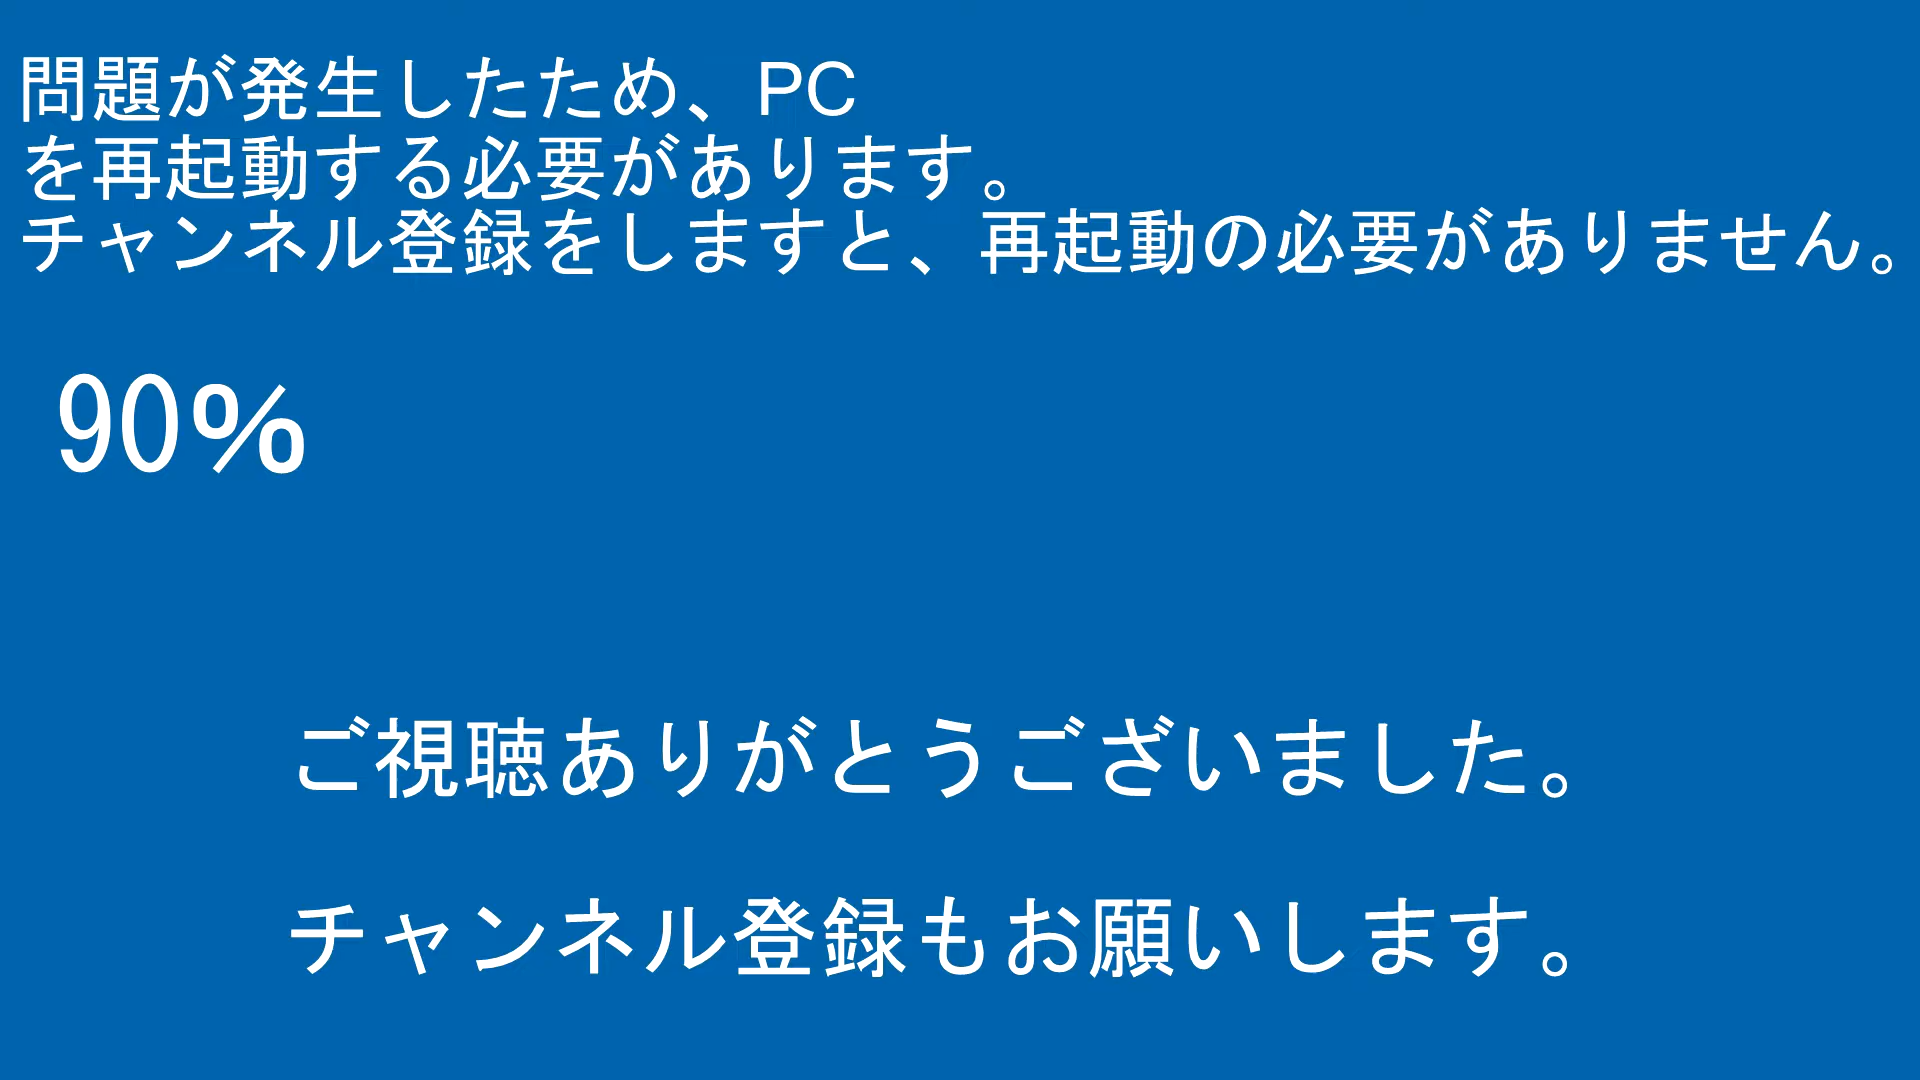 問題が発生したため、PC
を再起動する必要があります。
チャンネル登録をしますと、再起動の必要がありません。
90%
ご視聴ありがとうございました。
チャンネル登録もお願いします。